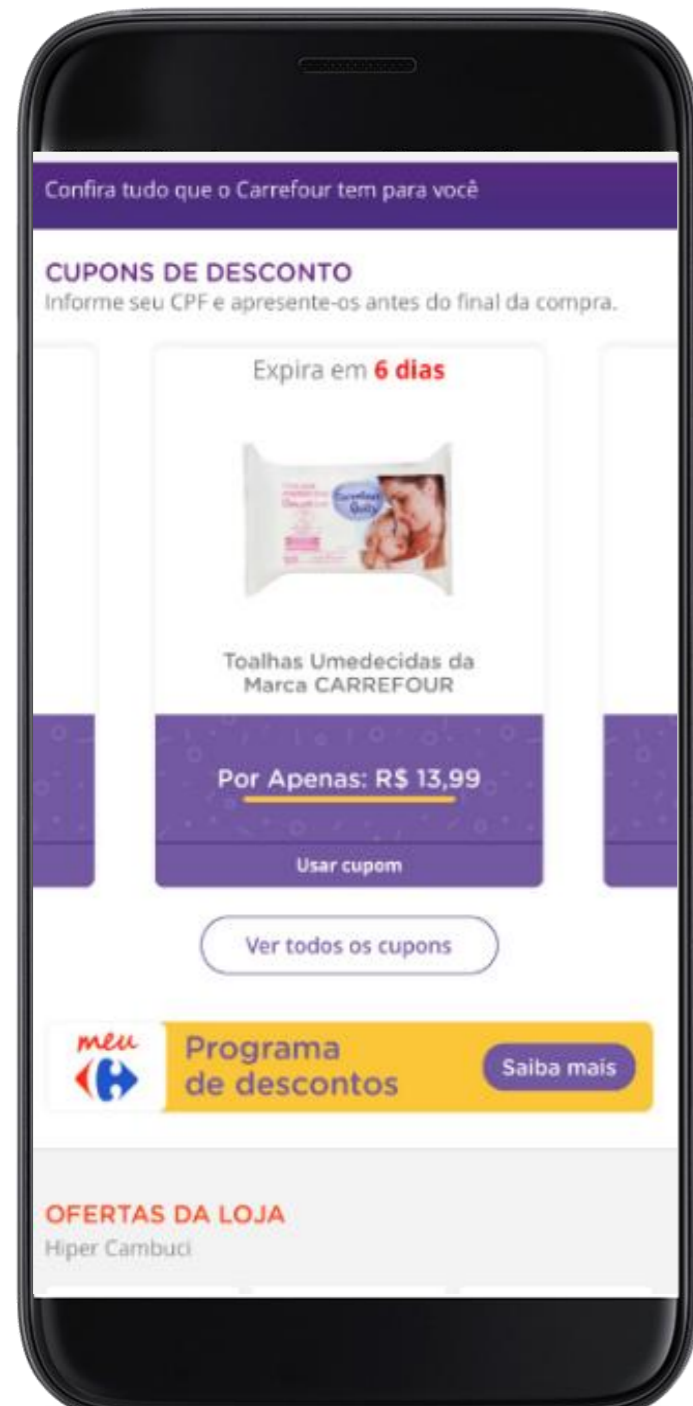 Confira tudo que o Carrefour tem para você
CUPONS DE DESCONTO
Informe seu CPF e apresente-os antes do final da compra.
Expira em 6 dias
Carrefour
Baby
Toalhas Umedecidas da
Marca CARREFOUR
Por Apenas: R$ 13,99
Usar cupom
Ver todos os cupons
meu
Programa
de descontos
Saiba mais
OFERTAS DA LOJA
Hiper Cambuci